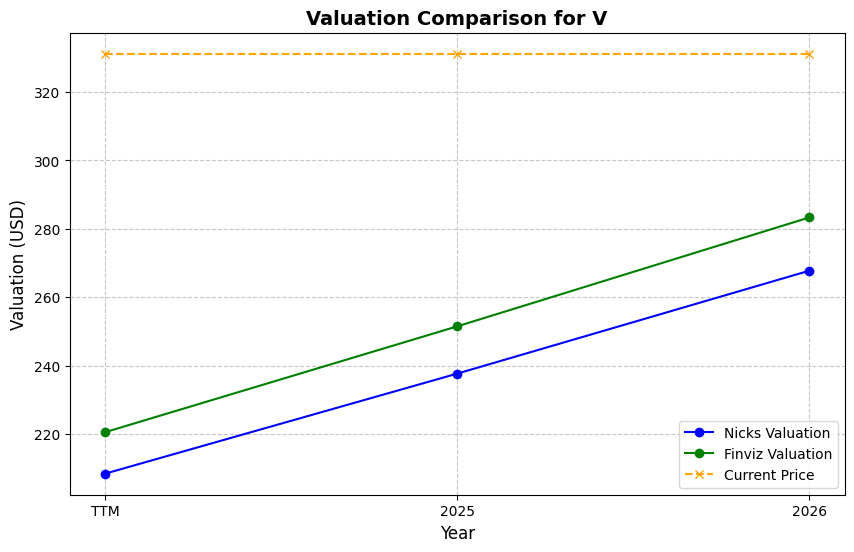 Valuation Comparison for V
Valuation (USD)
320
300
280
260
240
220
TTM
2025
2026
Year
Nicks Valuation
Finviz Valuation
Current Price